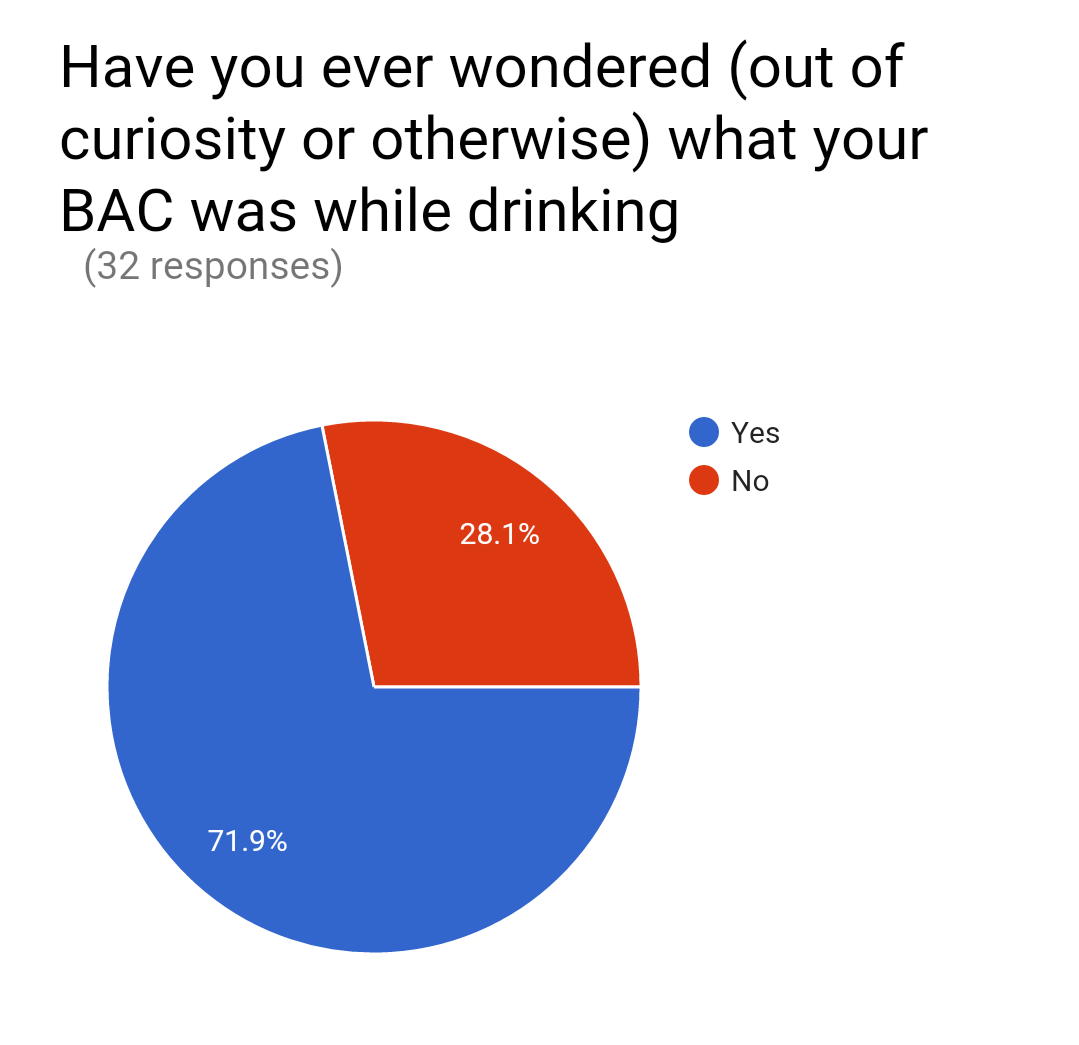 Have you ever wondered (out of
curiosity or otherwise) what your
BAC was while drinking
(32 responses)
Yes
No
28.1%
71.9%